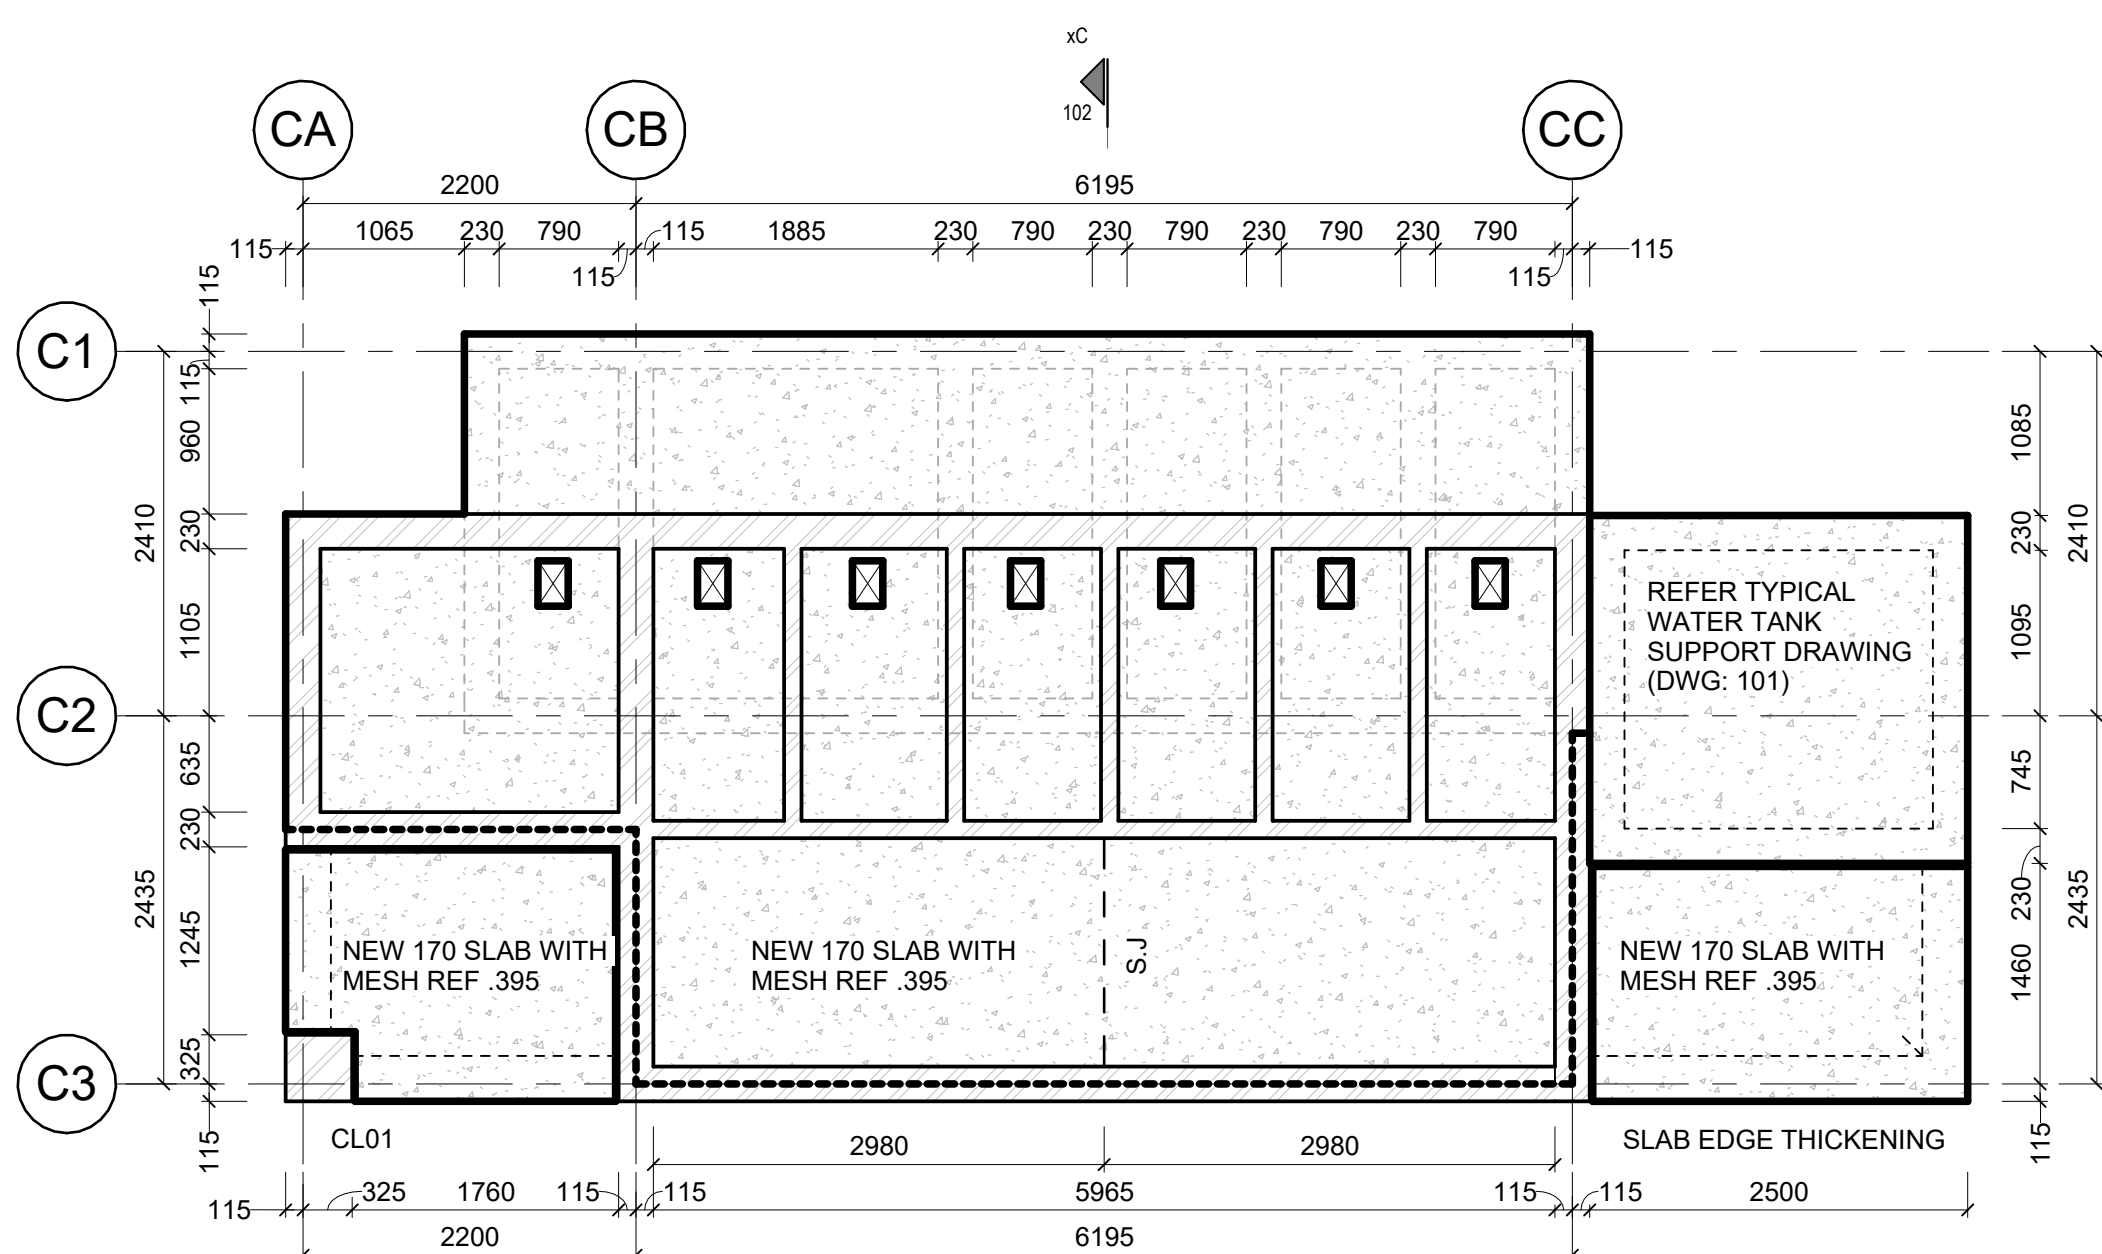 xC
102
CA
CB
CC
2200
6195
1065
230
790
115
1885
230
790
230
790
230
790
230
790
115
115
115
115
C1
C2
C3
115
115
960
230
1105
635
230
1245
325
115
2410
2435
1085
230
1095
745
230
1460
115
2410
2435
REFER TYPICAL
WATER TANK
SUPPORT DRAWING
(DWG: 101)
NEW 170 SLAB WITH
MESH REF .395
NEW 170 SLAB WITH
MESH REF .395
S.J
NEW 170 SLAB WITH
MESH REF .395
CL01
SLAB EDGE THICKENING
2980
2980
115
325
1760
115
115
5965
115
115
2500
2200
6195